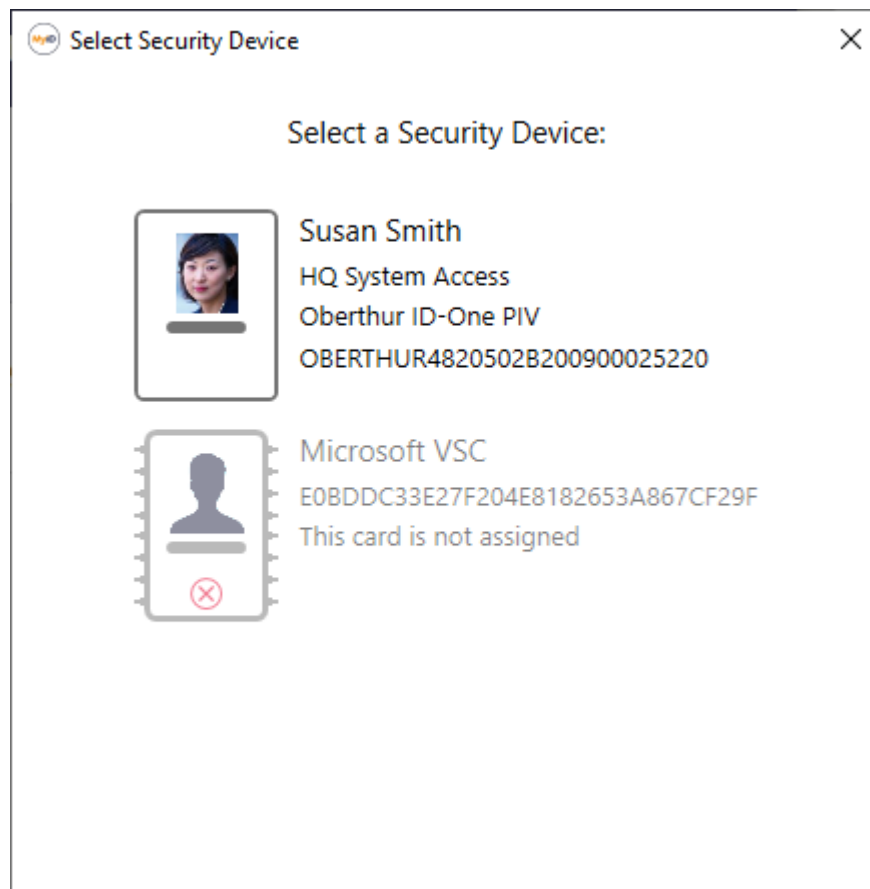 MyID
Select Security Device
Select a Security Device:
Susan Smith
HQ System Access
Oberthur ID-One PIV
OBERTHUR4820502B200900025220
Microsoft VSC
E0BDDC33E27F204E8182653A867CF29F
This card is not assigned